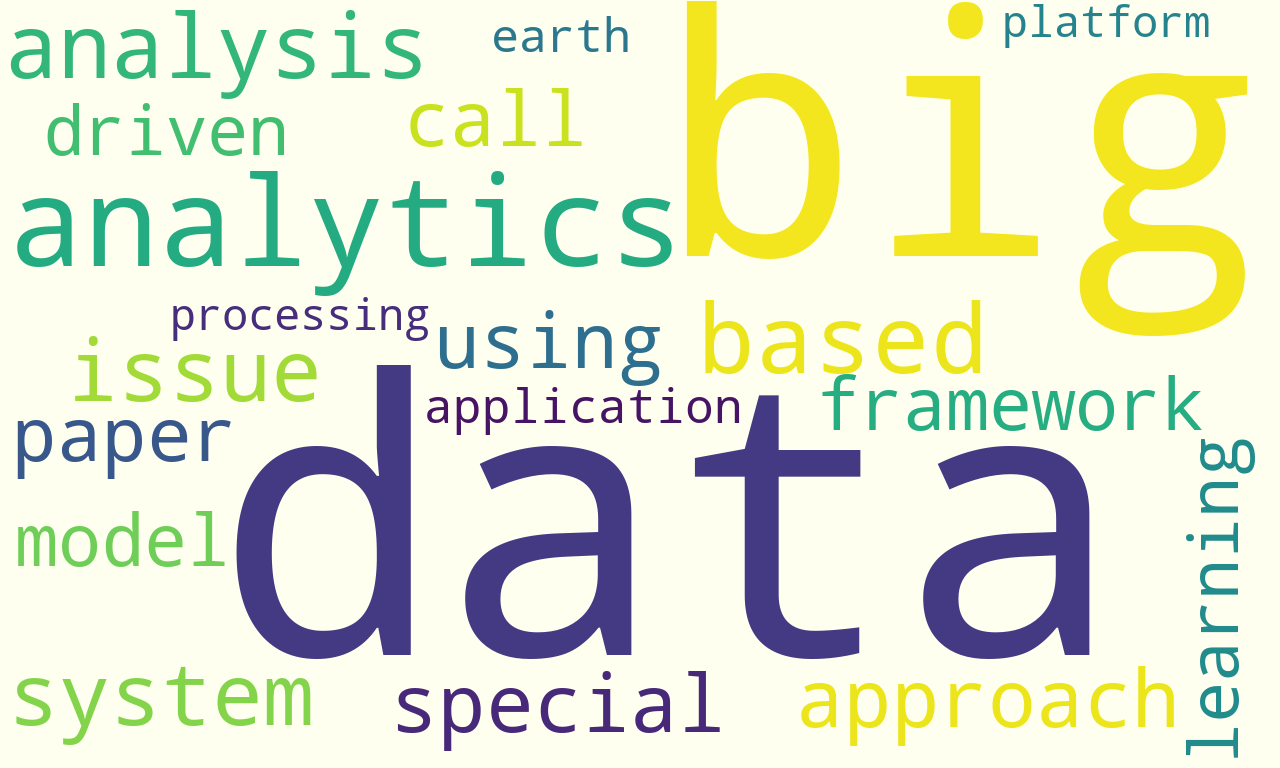 analysis
earth
big
platform
driven
call
analytics
processing
using
based
issue
application
framework
paper
data
learning
model
system
special
approach